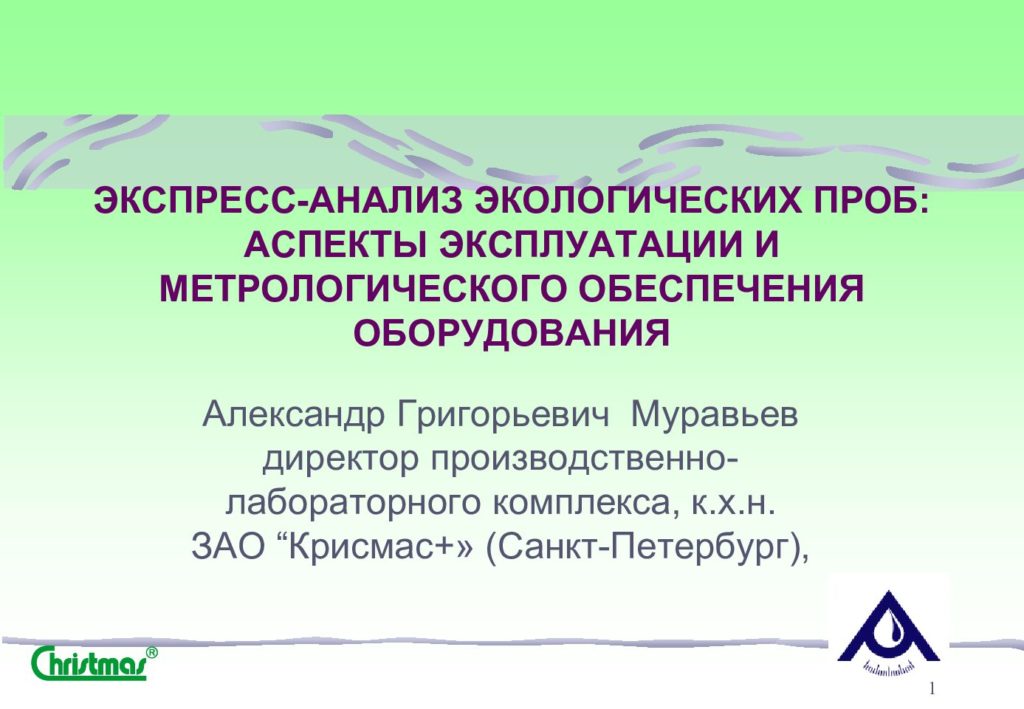 ЭКСПРЕСС-АНАЛИЗ ЭКОЛОГИЧЕСКИХ ПРОБ:
АСПЕКТЫ ЭКСПЛУАТАЦИИ И
МЕТРОЛОГИЧЕСКОГО ОБЕСПЕЧЕНИЯ
ОБОРУДОВАНИЯ
Александр Григорьевич Муравьев
директор производственно-
лабораторного комплекса, к.х.н.
ЗАО “Крисмас+» (Санкт-Петербург),
Christmas®
1